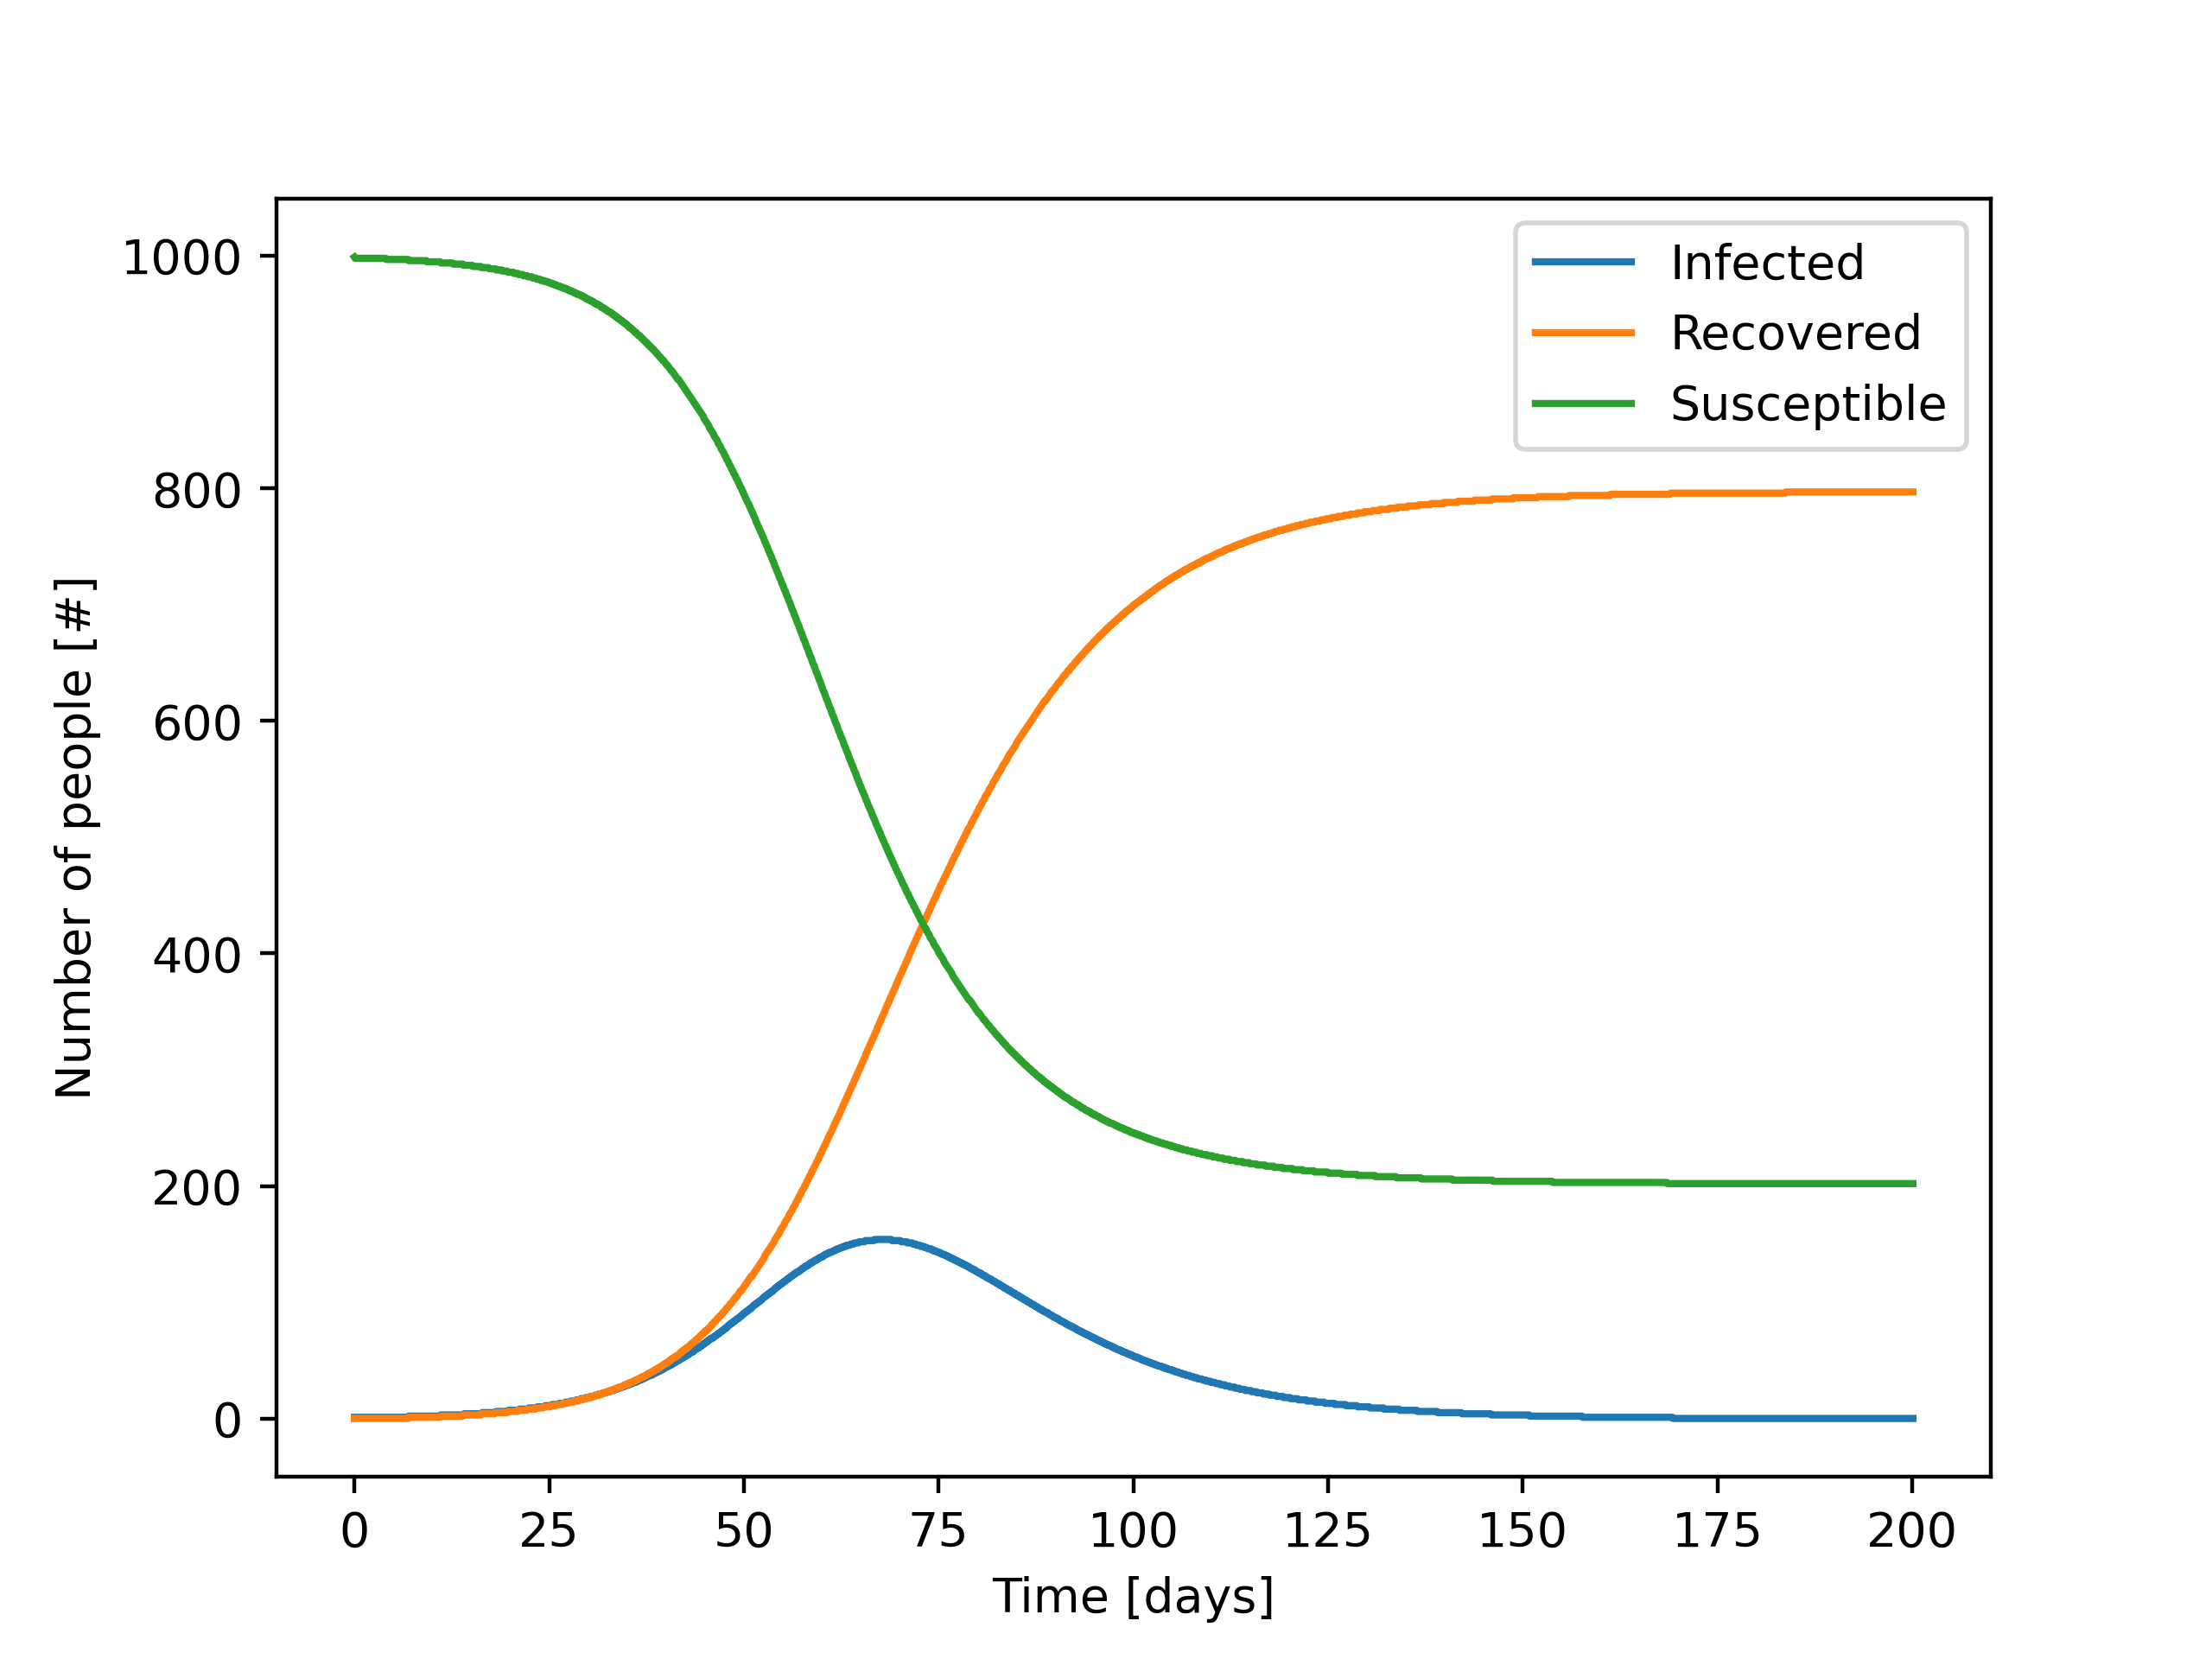 Infected
Recovered
Susceptible
1000
800
600
400
200
0
Number of people [#]
0 25 50 75 100 125 150 175 200
Time [days]